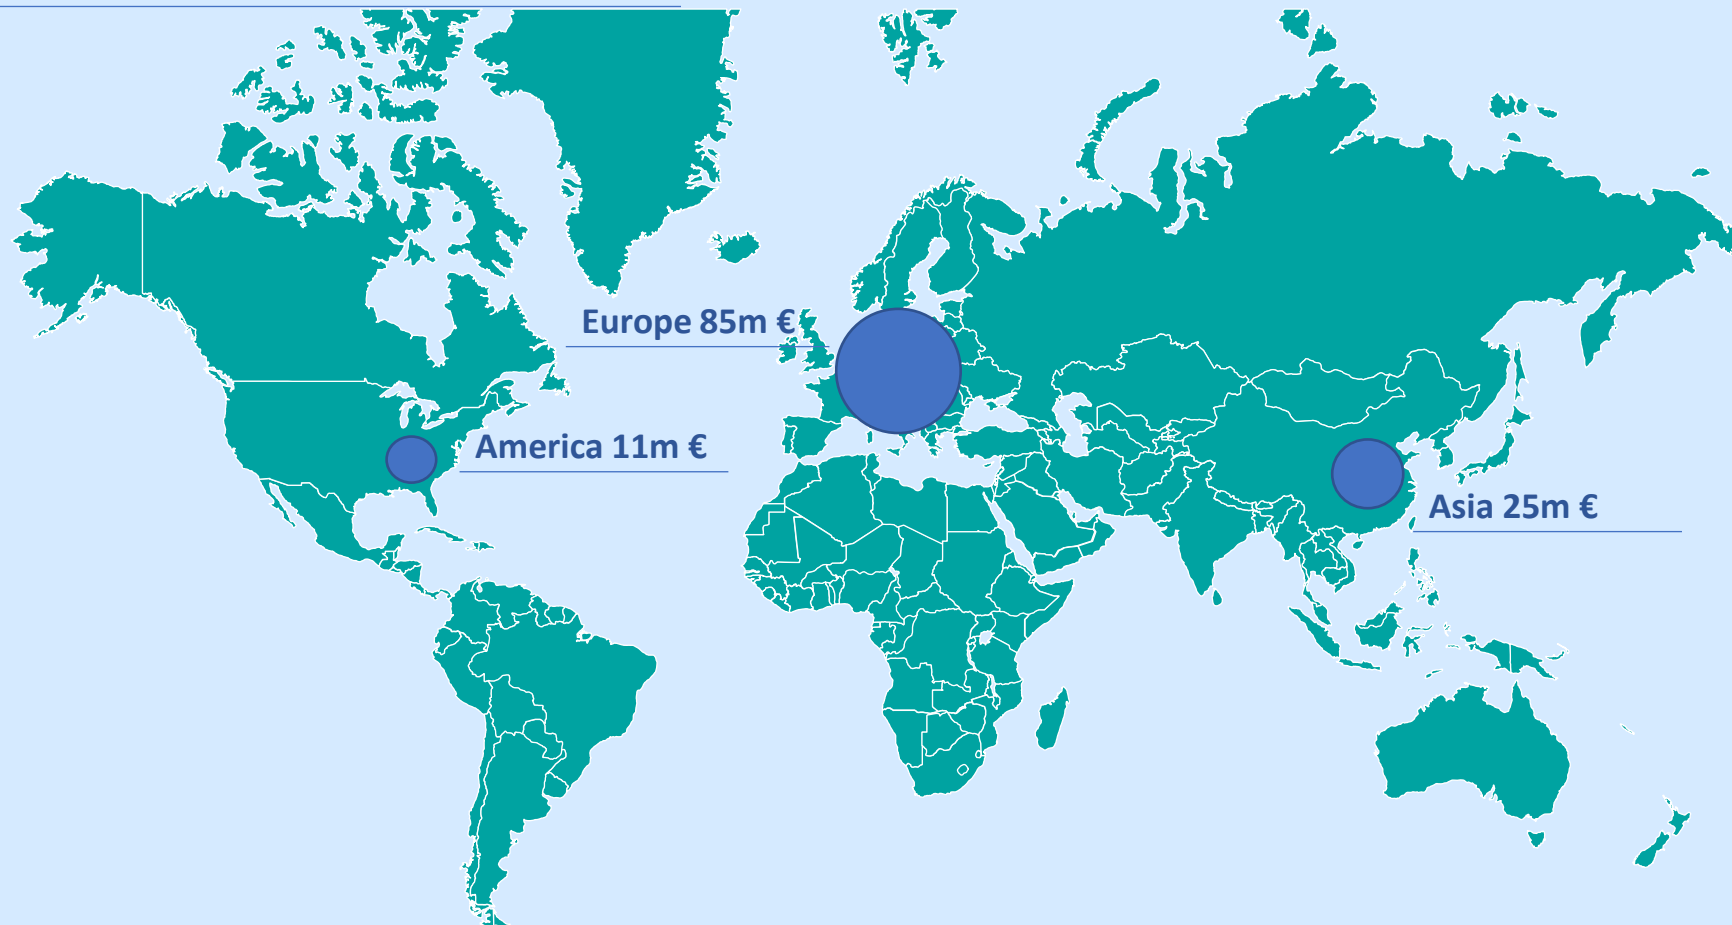 Europe 85m €
America 11m €
Asia 25m €